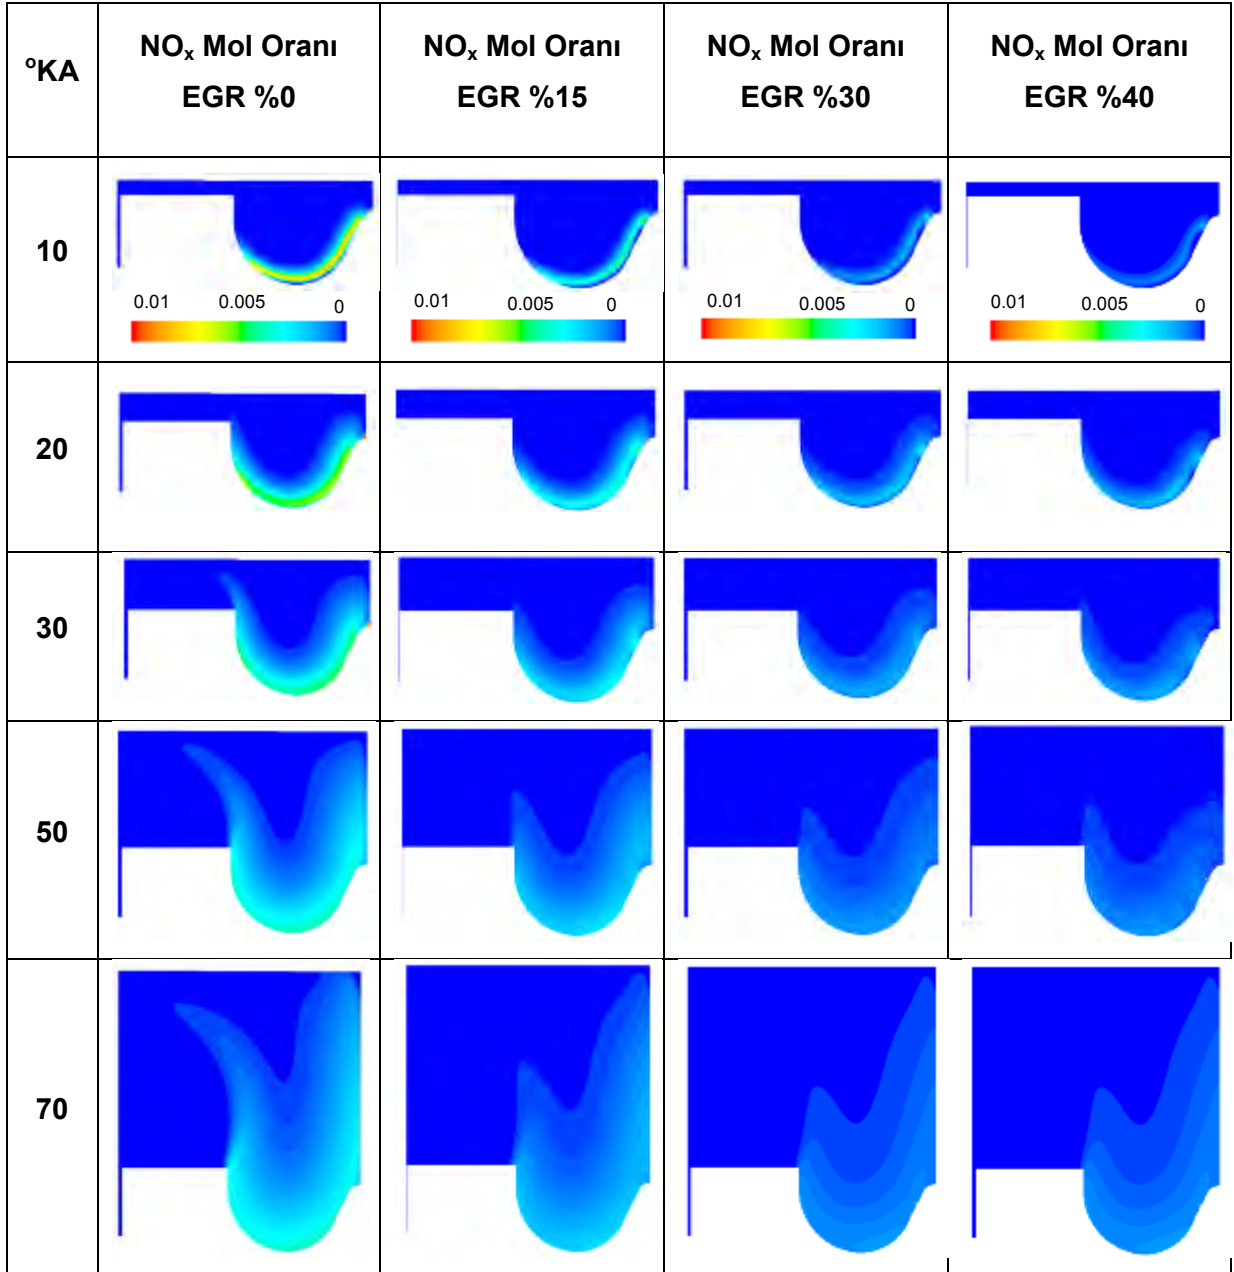 °KA
NOₓ Mol Oranı
EGR %0
NOₓ Mol Oranı
EGR %15
NOₓ Mol Oranı
EGR %30
NOₓ Mol Oranı
EGR %40
10
0.01 0.005 0
0.01 0.005 0
0.01 0.005 0
0.01 0.005 0
20
30
50
70